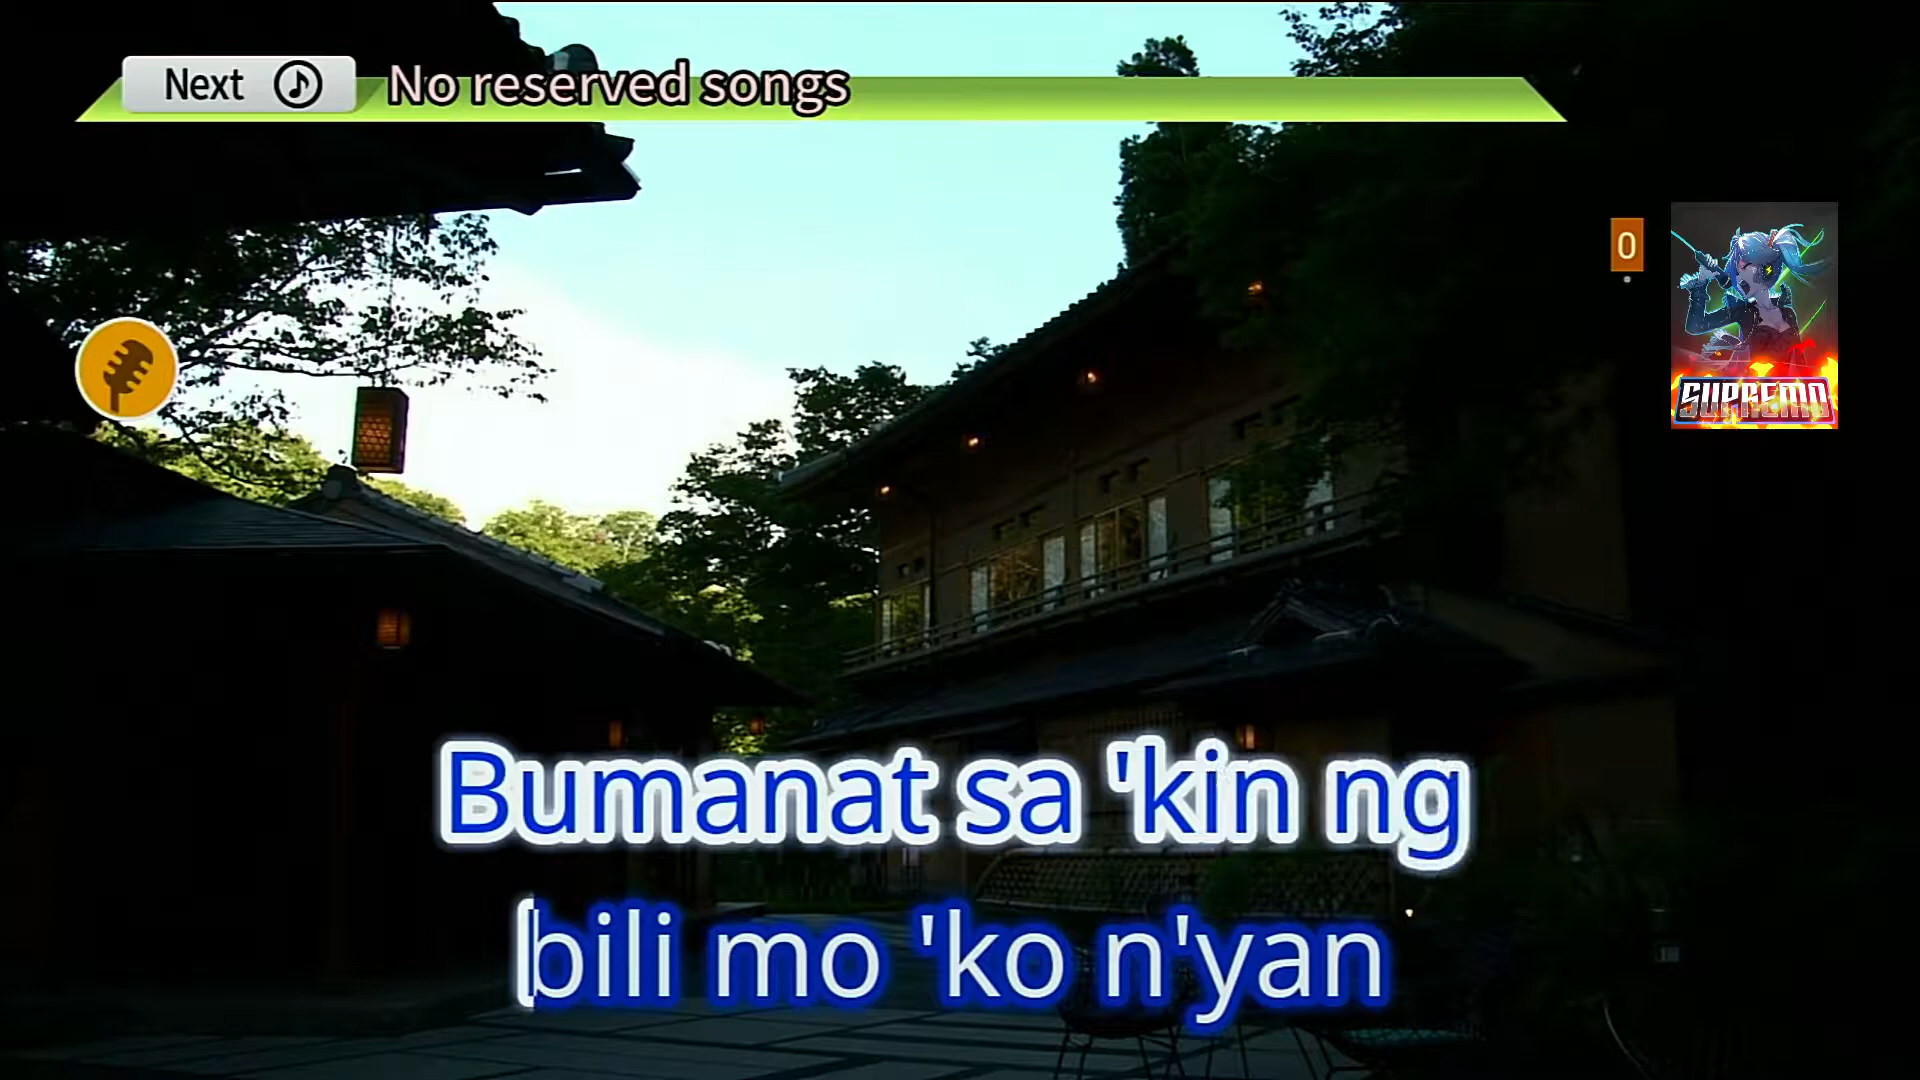 Next
No reserved songs
0
SUPREMO
Bumanat sa 'kin ng
bili mo 'ko n'yan